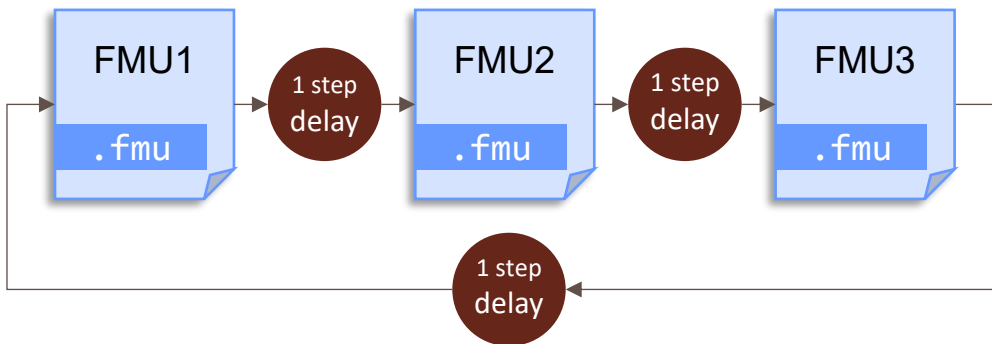 FMU1
.fmu
1 step
delay
FMU2
.fmu
1 step
delay
FMU3
.fmu
1 step
delay